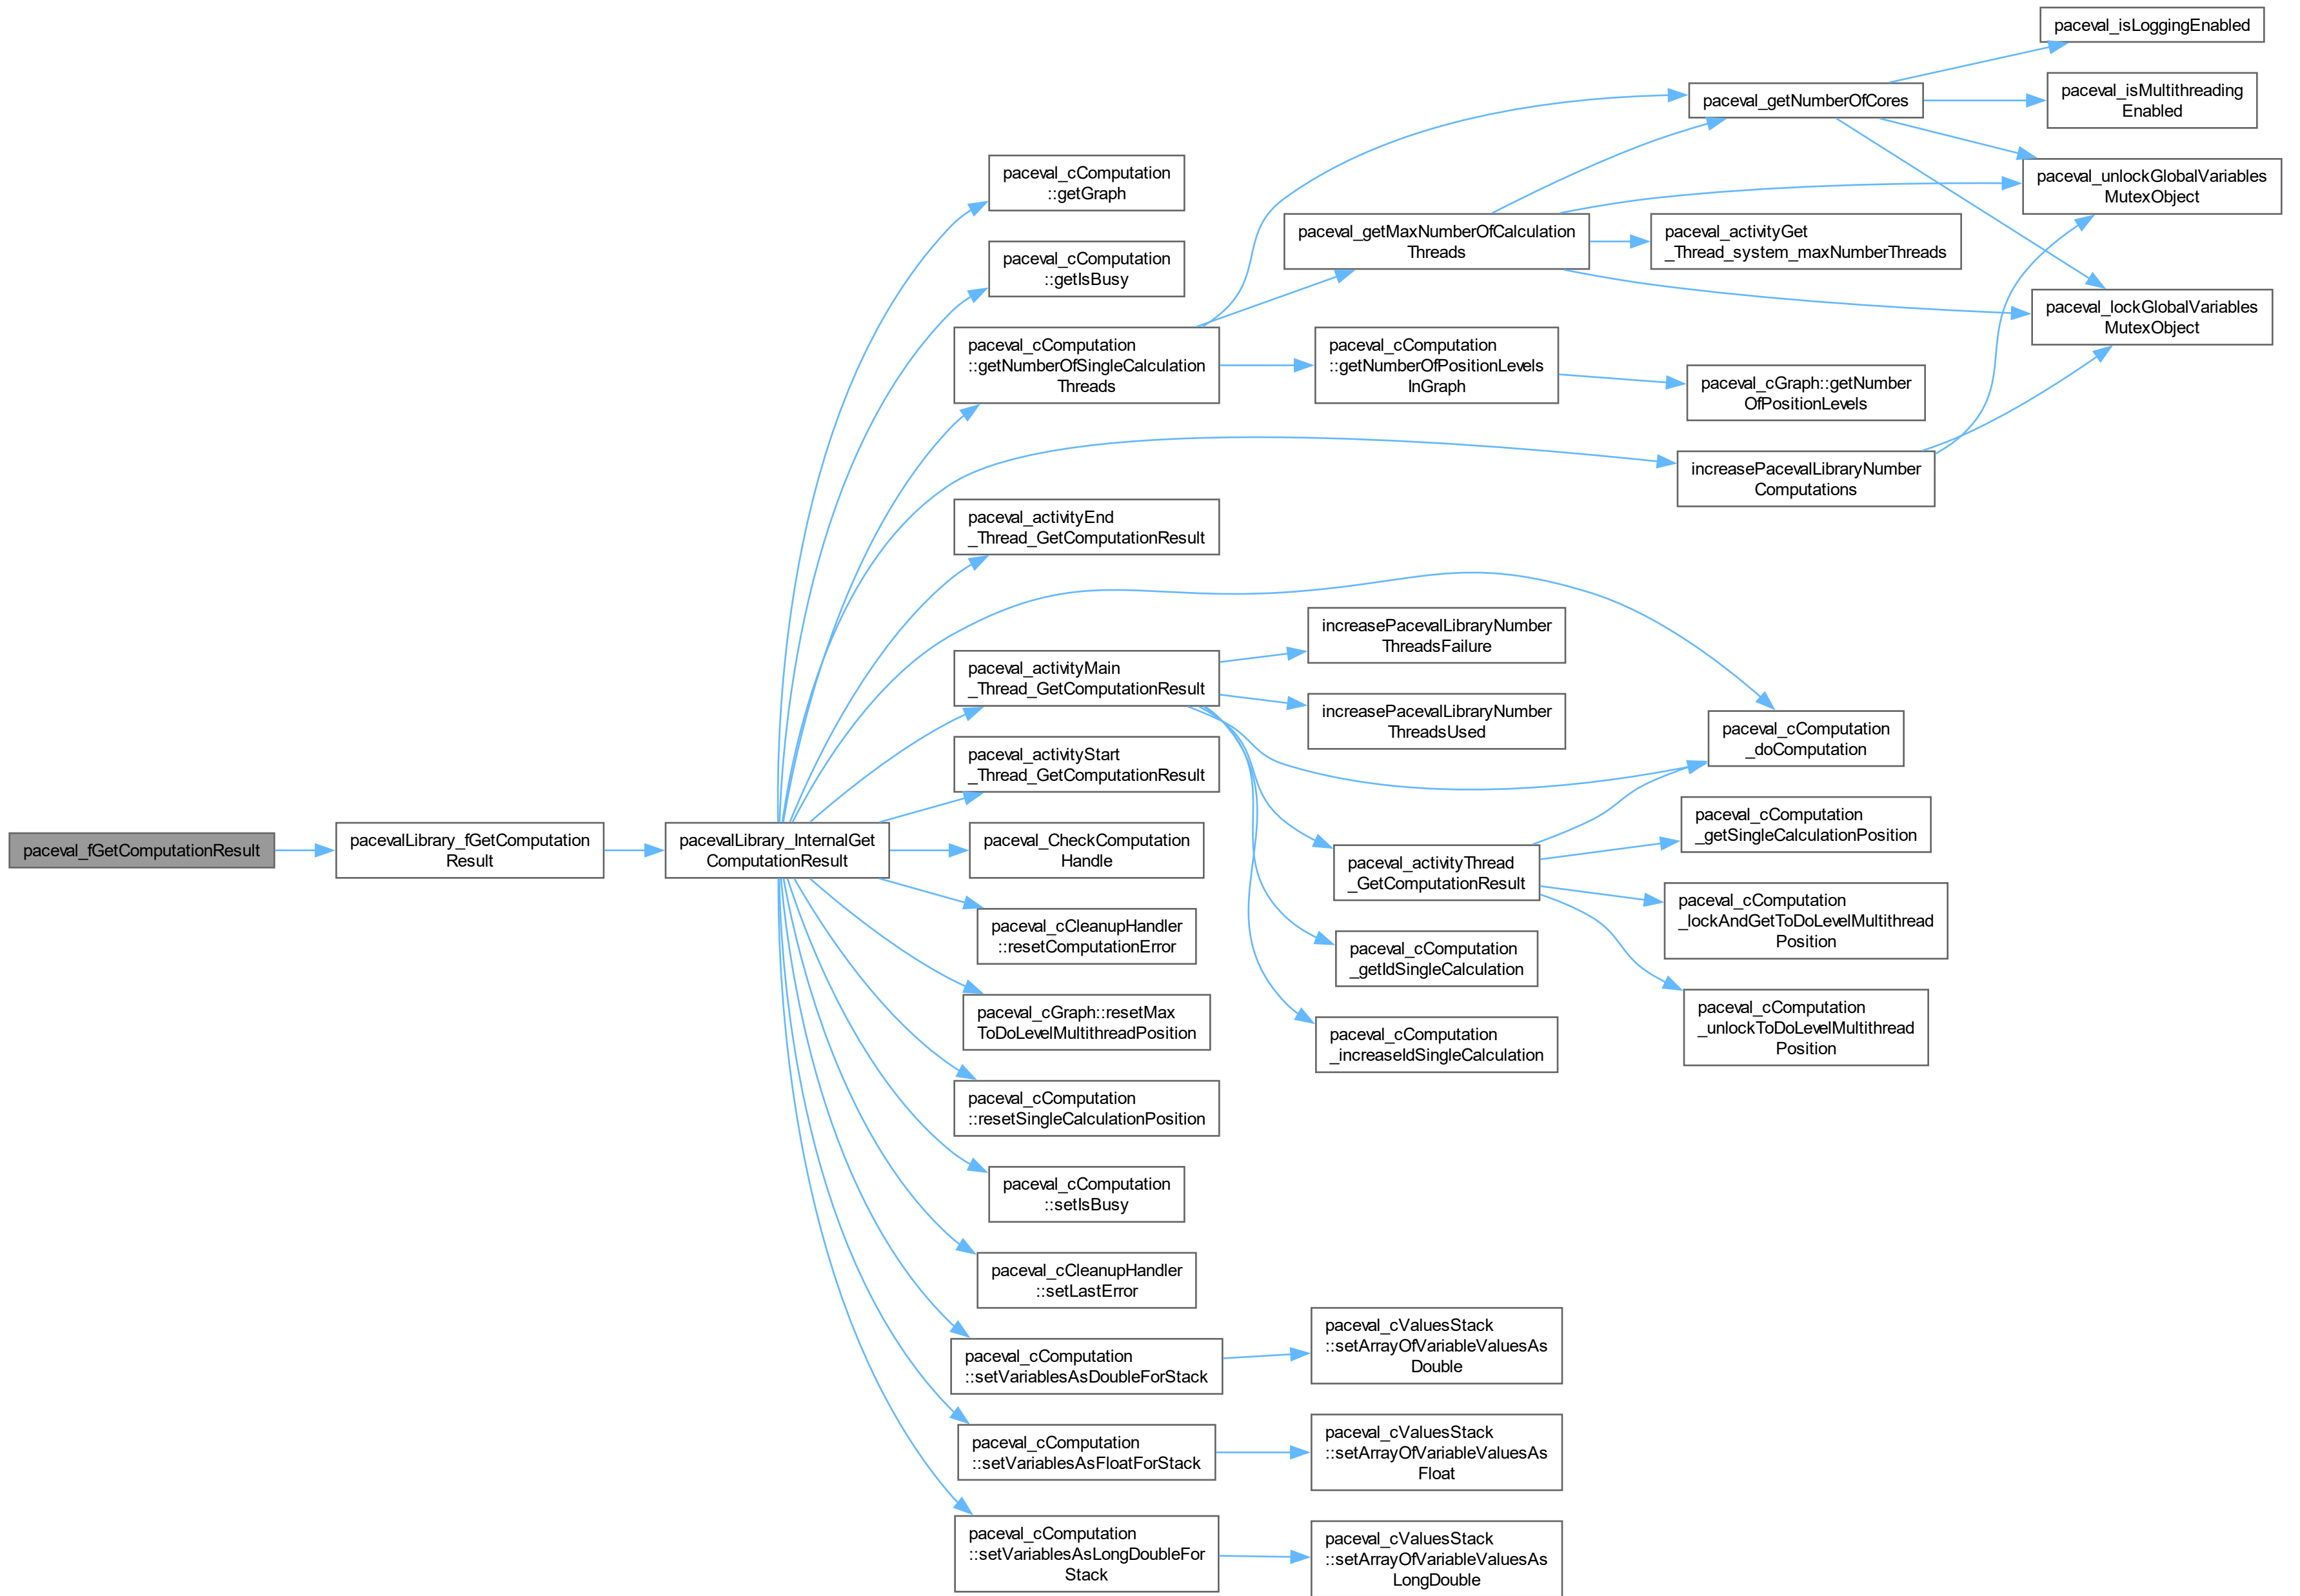 paceval_fGetComputationResult
pacevalLibrary_fGetComputation
Result
pacevalLibrary_InternalGet
ComputationResult
paceval_cComputation
::getGraph
paceval_cComputation
::getIsBusy
paceval_cComputation
::getNumberOfSingleCalculation
Threads
paceval_activityEnd
_Thread_GetComputationResult
paceval_activityMain
_Thread_GetComputationResult
paceval_activityStart
_Thread_GetComputationResult
paceval_CheckComputation
Handle
paceval_cCleanupHandler
::resetComputationError
paceval_cGraph::resetMax
ToDoLevelMultithreadPosition
paceval_cComputation
::resetSingleCalculationPosition
paceval_cComputation
::setIsBusy
paceval_cCleanupHandler
::setLastError
paceval_cComputation
::setVariablesAsDoubleForStack
paceval_cComputation
::setVariablesAsFloatForStack
paceval_cComputation
::setVariablesAsLongDoubleFor
Stack
paceval_getMaxNumberOfCalculation
Threads
paceval_cComputation
::getNumberOfPositionLevels
InGraph
increasePacevalLibraryNumber
ThreadsFailure
increasePacevalLibraryNumber
ThreadsUsed
paceval_activityThread
_GetComputationResult
paceval_cComputation
_getIdSingleCalculation
paceval_cComputation
_increaseIdSingleCalculation
paceval_cValuesStack
::setArrayOfVariableValuesAs
Double
paceval_cValuesStack
::setArrayOfVariableValuesAs
Float
paceval_cValuesStack
::setArrayOfVariableValuesAs
LongDouble
paceval_getNumberOfCores
paceval_activityGet
_Thread_system_maxNumberThreads
paceval_cGraph::getNumber
OfPositionLevels
increasePacevalLibraryNumber
Computations
paceval_cComputation
_doComputation
paceval_cComputation
_getSingleCalculationPosition
paceval_cComputation
_lockAndGetToDoLevelMultithread
Position
paceval_cComputation
_unlockToDoLevelMultithread
Position
paceval_isLoggingEnabled
paceval_isMultithreading
Enabled
paceval_unlockGlobalVariables
MutexObject
paceval_lockGlobalVariables
MutexObject